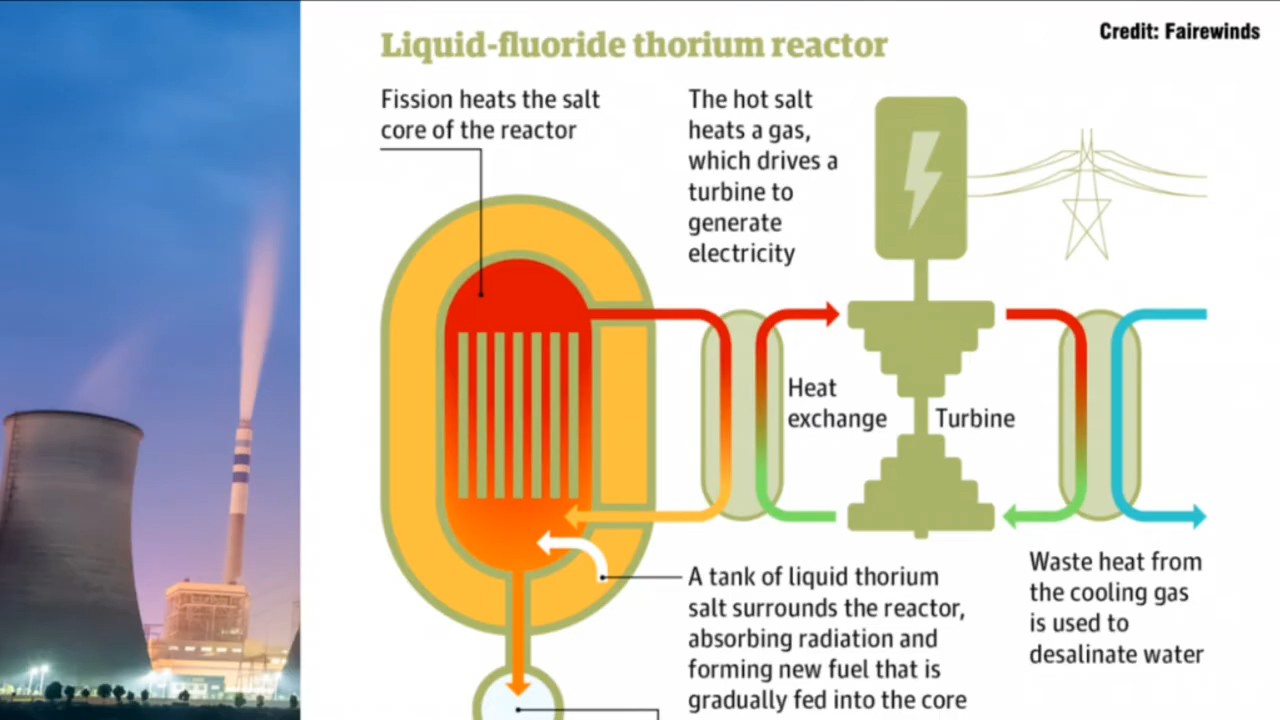 Credit: Fairewinds
Liquid-fluoride thorium reactor
Fission heats the salt
core of the reactor
The hot salt
heats a gas,
which drives a
turbine to
generate
electricity
Heat
exchange
Turbine
A tank of liquid thorium
salt surrounds the reactor,
absorbing radiation and
forming new fuel that is
gradually fed into the core
Waste heat from
the cooling gas
is used to
desalinate water